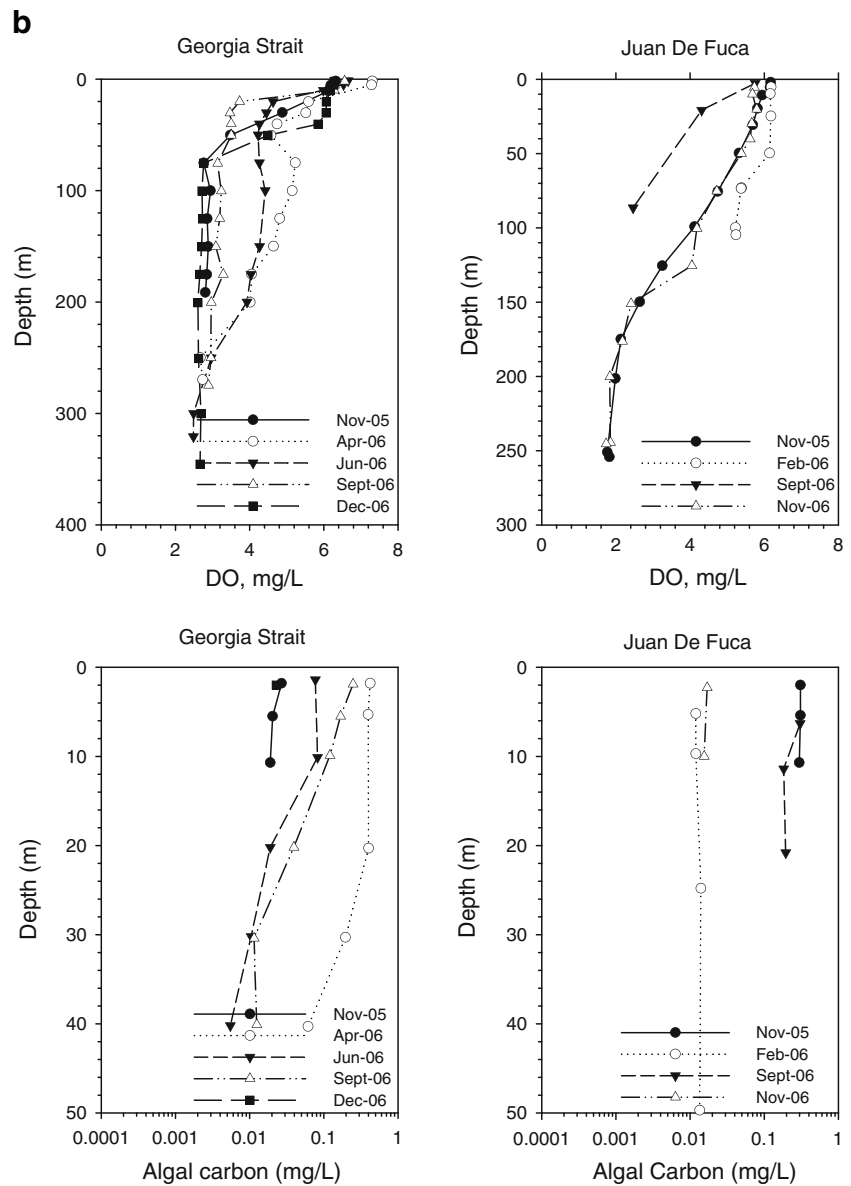 b
Georgia Strait
0
100
200
300
400
Depth (m)
0 2 4 6 8
DO, mg/L
Nov-05
Apr-06
Jun-06
Sept-06
Dec-06
Juan De Fuca
0
50
100
150
200
250
300
Depth (m)
0 2 4 6 8
DO, mg/L
Nov-05
Feb-06
Sept-06
Nov-06
Georgia Strait
0
10
20
30
40
50
Depth (m)
0.0001 0.001 0.01 0.1 1
Algal carbon (mg/L)
Nov-05
Apr-06
Jun-06
Sept-06
Dec-06
Juan De Fuca
0
10
20
30
40
50
Depth (m)
0.0001 0.001 0.01 0.1 1
Algal Carbon (mg/L)
Nov-05
Feb-06
Sept-06
Nov-06